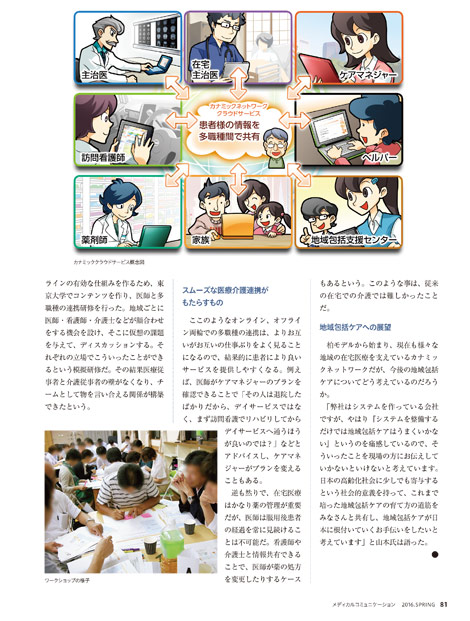 主治医
在宅
主治医
ケアマネジャー
カナミックネットワーク
クラウドサービス
患者様の情報を
多職種間で共有
訪問看護師
ヘルパー
薬剤師
家族
地域包括支援センター
カナミッククラウドサービス概念図
ラインの有効な仕組みを作るため、東
京大学でコンテンツを作り、医師と多
職種の連携研修を行った。地域ごとに
医師・看護師・介護士などが顔合わせ
をする機会を設け、そこに仮想の課題
を与えて、ディスカッションする。そ
れぞれの立場でこういったことができ
るという模擬研修だ。その結果医療従
事者と介護従事者の壁がなくなり、チ
ームとして物を言い合える関係が構築
できたという。
ワークショップの様子
スムーズな医療介護連携が
もたらすもの
ここのようなオンライン、オフライ
ン両輪での多職種の連携は、よりお互
いがお互いの仕事ぶりをよく見ること
になるので、結果的に患者により良い
サービスを提供しやすくなる。例え
ば、医師がケアマネジャーのプランを
確認できることで「その人は退院した
ばかりだから、デイサービスではな
く、まず訪問看護でリハビリしてから
デイサービスへ通うほう
が良いのでは？」などと
アドバイスし、ケアマネ
ジャーがプランを変える
こともある。
逆も然りで、在宅医療
はかなり薬の管理が重要
だが、医師は服用後患者
の経過を常に見続けるこ
とは不可能だ。看護師や
介護士と情報共有できる
ことで、医師が薬の処方
を変更したりするケース
もあるという。このような事は、従来
の在宅での介護では難しかったこと
だ。
地域包括ケアへの展望
柏モデルから始まり、現在も様々な
地域の在宅医療を支えているカナミッ
クネットワークだが、今後の地域包括
ケアについてどう考えているのだろう
か。
「弊社はシステムを作っている会社
ですが、やはり『システムを整備する
だけでは地域包括ケアはうまくいかな
い』というのを痛感しているので、そ
ういったことを現場の方にお伝えして
いかないといけないと考えています。
日本の高齢化社会に少しでも寄与する
という社会的意義を持って、これまで
培った地域包括ケアの育て方の道筋を
みなさんと共有し、地域包括ケアが日
本に根付いていくお手伝いをしたいと
考えています」と山本氏は語った。
●
メディカルコミュニケーション 2016.SPRING 81